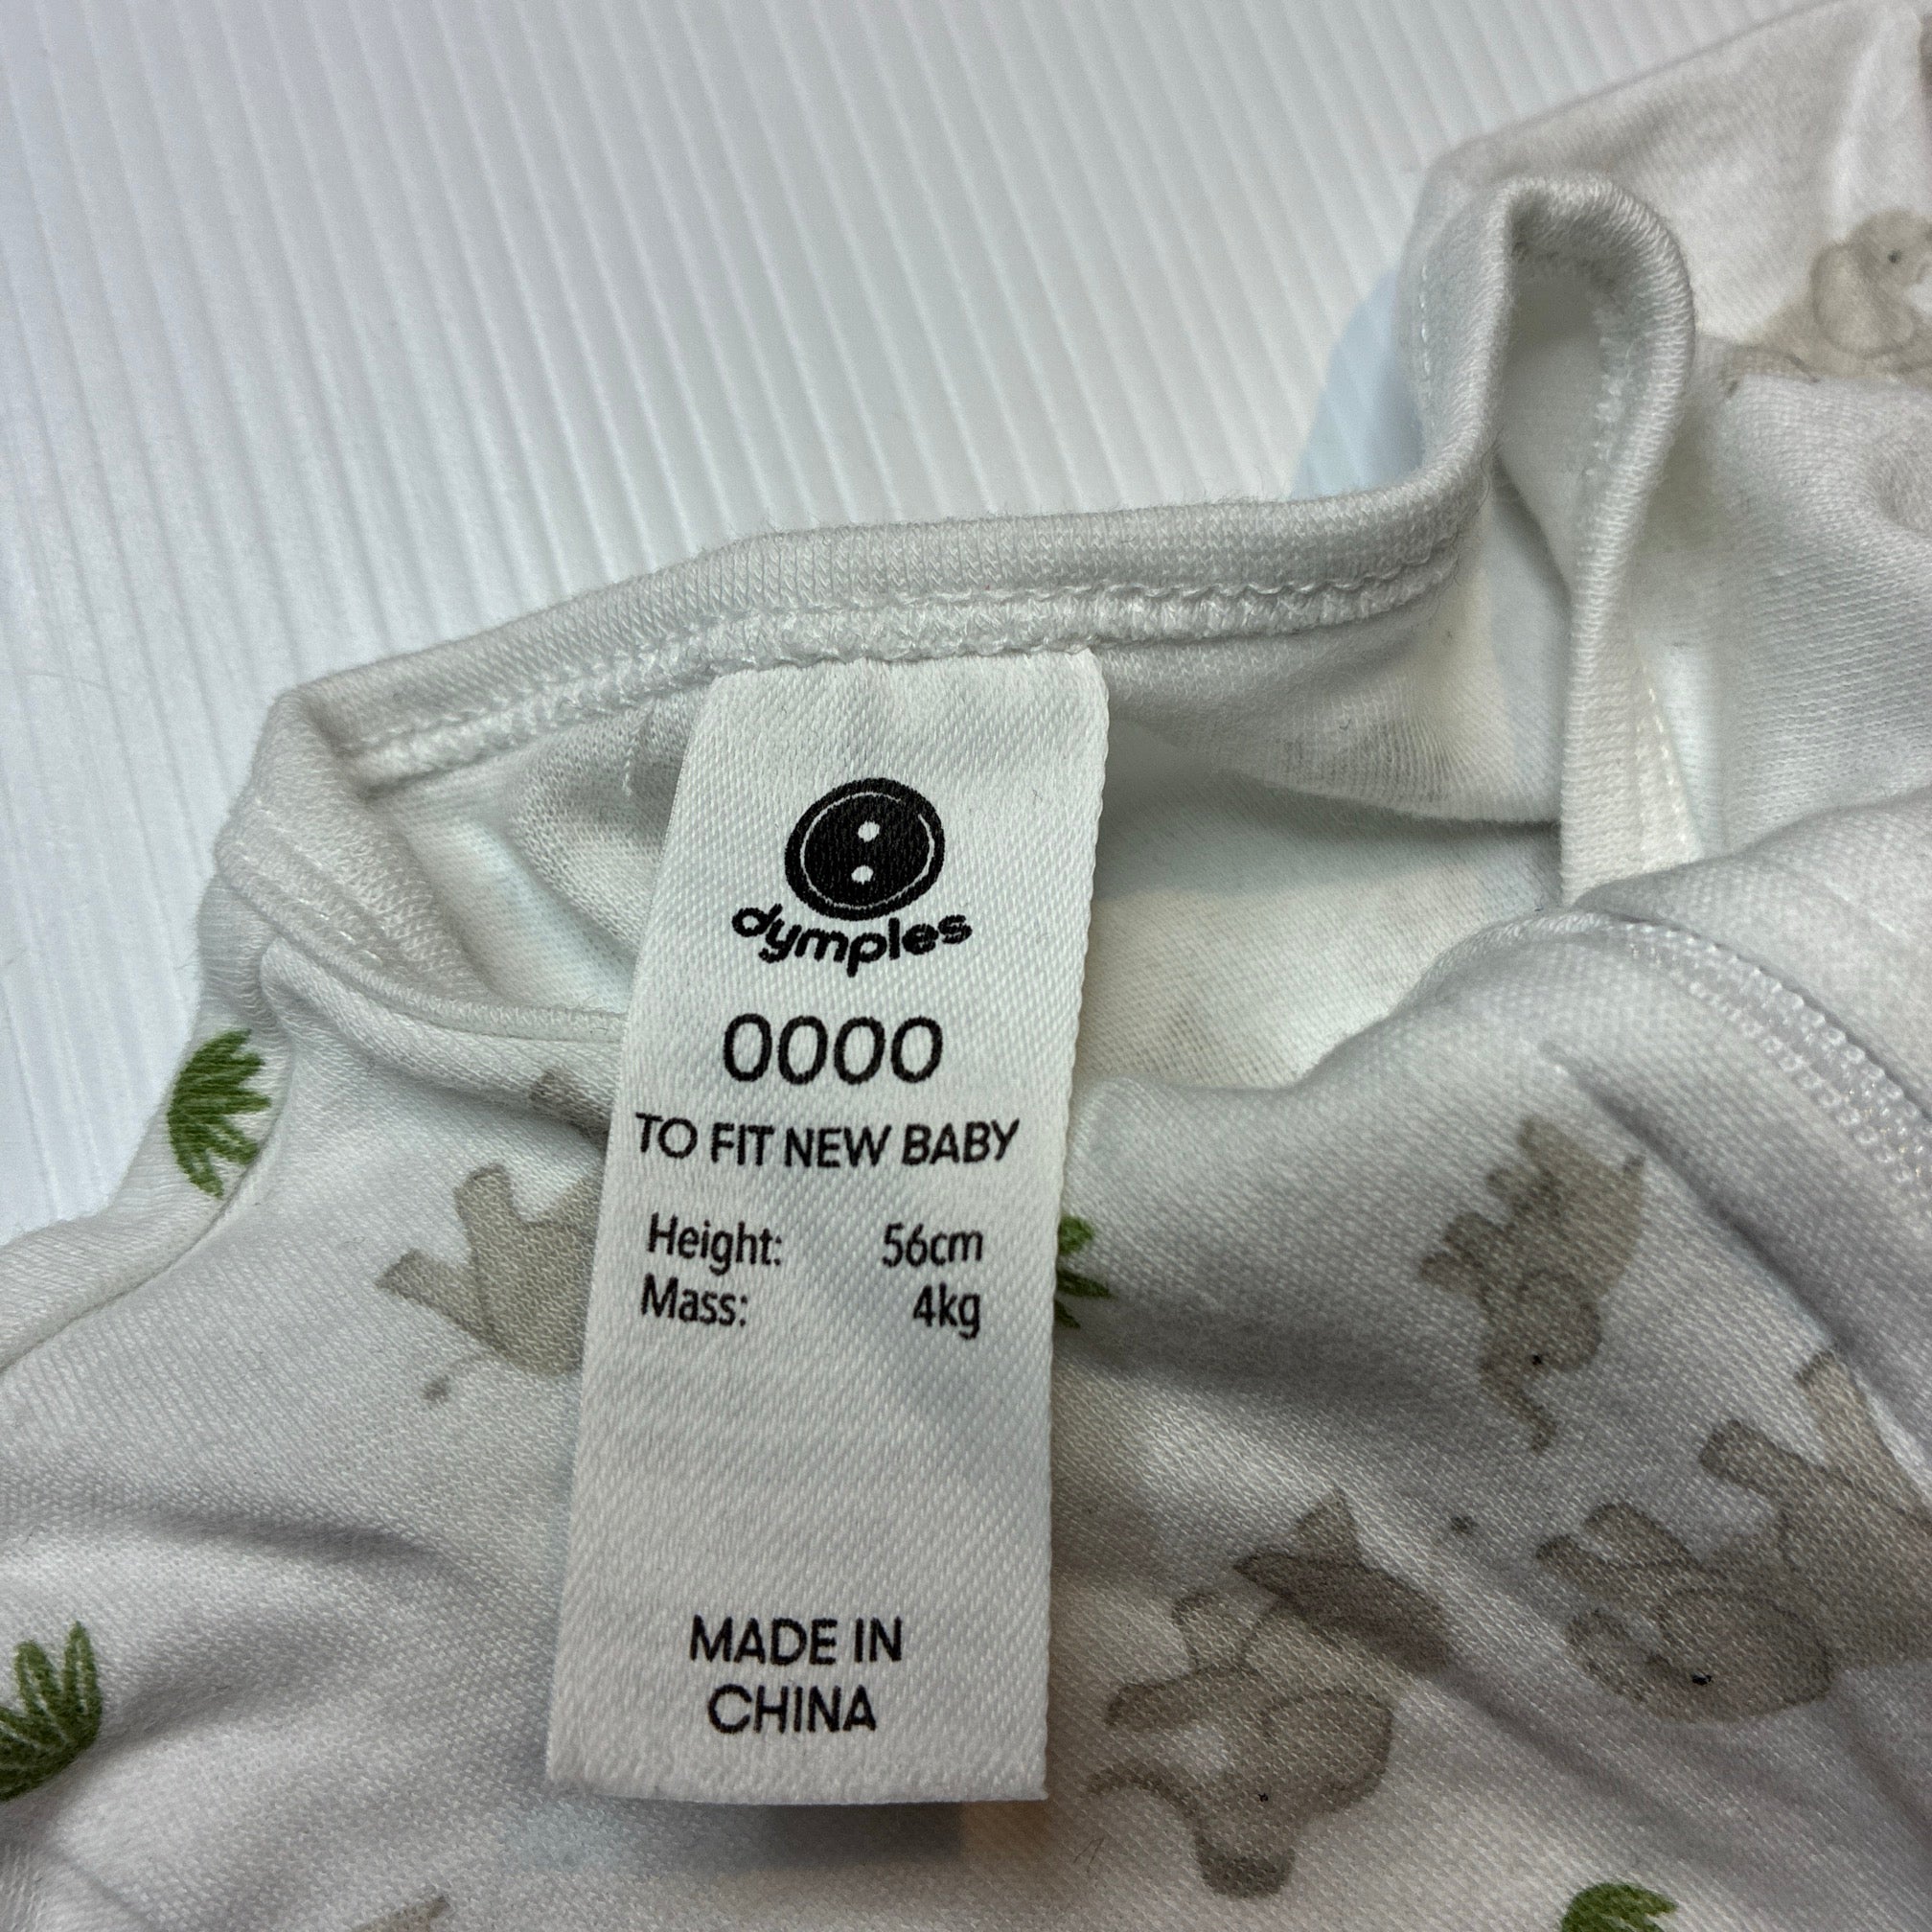 dymples
0000
TO FIT NEW BABY
Height: 56cm
Mass: 4kg
MADE IN
CHINA